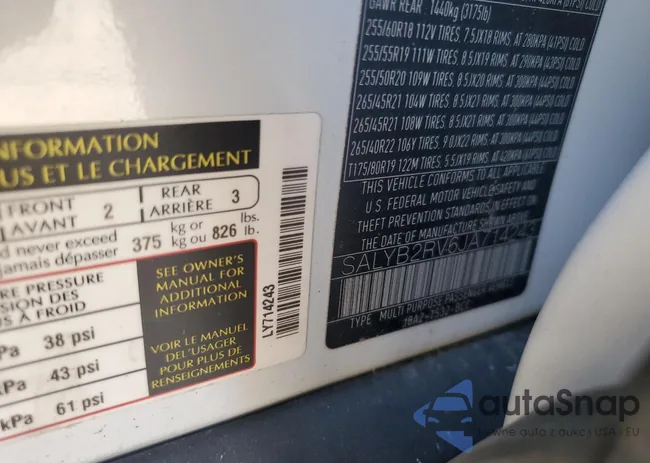 GAWR REAR 1440kg (3175lb)
255/60R18 112V TIRES, 7.5JX18 RIMS, AT 280KPA (41PSI) COLD
255/55R19 111W TIRES, 8.5JX19 RIMS, AT 290KPA (42PSI) COLD
255/50R20 109W TIRES, 8.5JX20 RIMS, AT 300KPA (44PSI) COLD
265/45R21 104W TIRES, 8.5JX21 RIMS, AT 300KPA (44PSI) COLD
265/45R21 108W TIRES, 8.5JX21 RIMS, AT 300KPA (44PSI) COLD
265/40R22 106Y TIRES, 9.0JX22 RIMS, AT 300KPA (44PSI) COLD
T175/80R19 122M TIRES, 5.5JX19 RIMS, AT 420KPA (61PSI) COLD
THIS VEHICLE CONFORMS TO ALL APPLICABLE
U.S. FEDERAL MOTOR VEHICLE SAFETY AND
THEFT PREVENTION STANDARDS IN EFFECT ON
THE DATE OF MANUFACTURE SHOWN ABOVE.
SALYB2RV6JA714243
TYPE: MULTI PURPOSE PASSENGER
INFORMATION
US ET LE CHARGEMENT
FRONT
AVANT 2
REAR
ARRIÈRE 3
never exceed
jamais dépasser 375 kg or kg ou 826 lbs. lb.
RE PRESSURE
SION DES
À FROID
kPa 38 psi
kPa 43 psi
kPa 61 psi
SEE OWNER'S
MANUAL FOR
ADDITIONAL
INFORMATION
VOIR LE MANUEL
DE L'USAGER
POUR PLUS DE
RENSEIGNEMENTS
LY714243
autoSnap
USA | EU